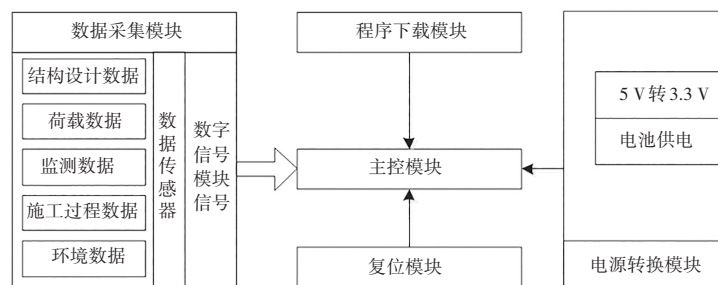 数据采集模块
结构设计数据
荷载数据
监测数据
施工过程数据
环境数据
数据传感器
数字
信号
模块
信号
程序下载模块
主控模块
复位模块
5 V转3.3 V
电池供电
电源转换模块